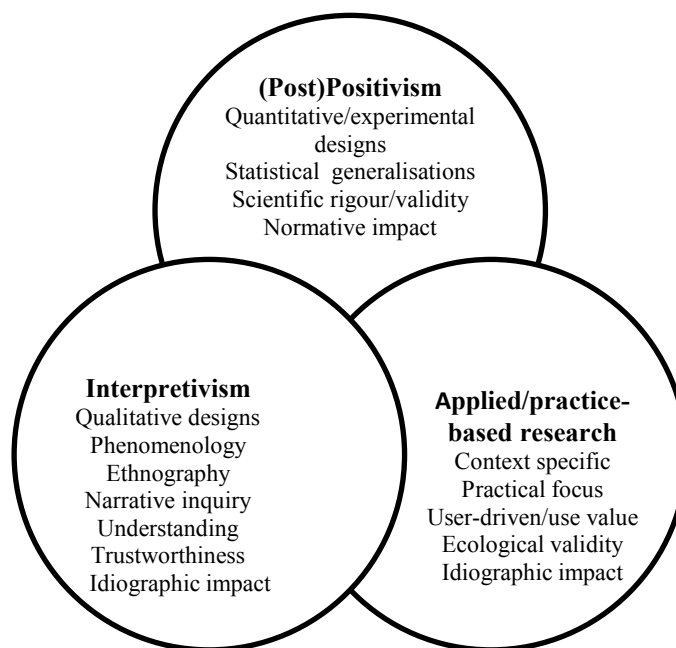 (Post)Positivism
Quantitative/experimental
designs
Statistical generalisations
Scientific rigour/validity
Normative impact
Interpretivism
Qualitative designs
Phenomenology
Ethnography
Narrative inquiry
Understanding
Trustworthiness
Idiographic impact
Applied/practice-
based research
Context specific
Practical focus
User-driven/use value
Ecological validity
Idiographic impact